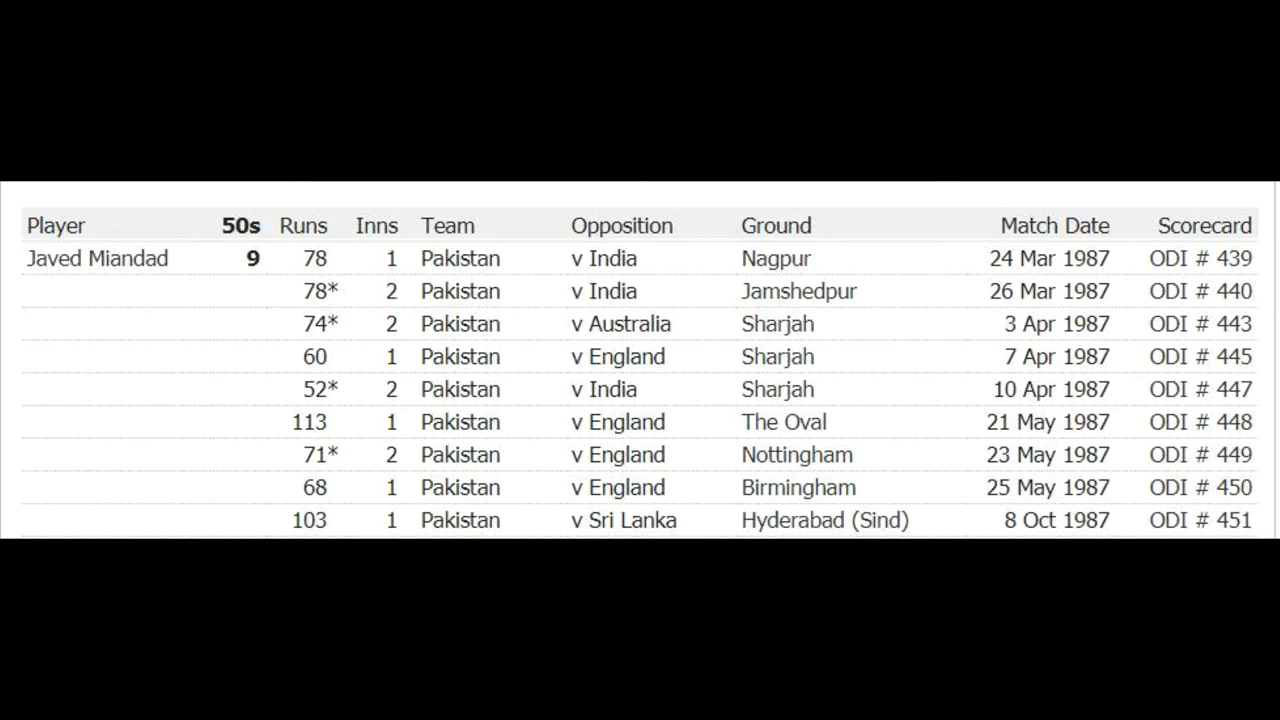 Player 50s Runs Inns Team Opposition Ground Match Date Scorecard
Javed Miandad 9 78 1 Pakistan v India Nagpur 24 Mar 1987 ODI # 439
78* 2 Pakistan v India Jamshedpur 26 Mar 1987 ODI # 440
74* 2 Pakistan v Australia Sharjah 3 Apr 1987 ODI # 443
60 1 Pakistan v England Sharjah 7 Apr 1987 ODI # 445
52* 2 Pakistan v India Sharjah 10 Apr 1987 ODI # 447
113 1 Pakistan v England The Oval 21 May 1987 ODI # 448
71* 2 Pakistan v England Nottingham 23 May 1987 ODI # 449
68 1 Pakistan v England Birmingham 25 May 1987 ODI # 450
103 1 Pakistan v Sri Lanka Hyderabad (Sind) 8 Oct 1987 ODI # 451